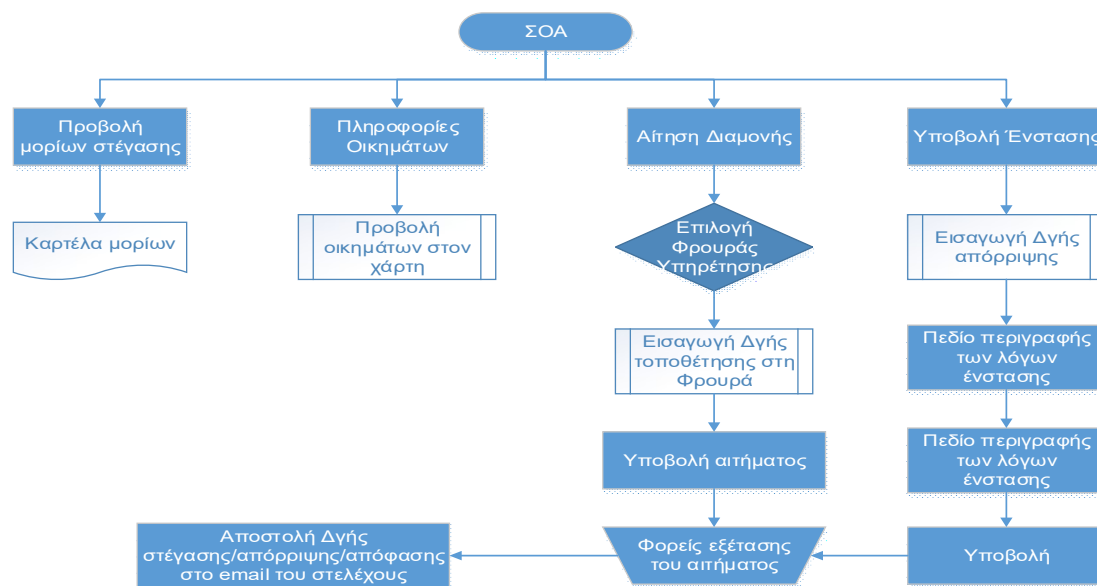 ΣΟΑ
Προβολή
μορίων στέγασης
Πληροφορίες
Οικημάτων
Αίτηση Διαμονής
Υποβολή Ένστασης
Καρτέλα μορίων
Προβολή
οικημάτων στον
χάρτη
Επιλογή
Φρουράς
Υπηρέτησης
Εισαγωγή Δγής
απόρριψης
Εισαγωγή Δγής
τοποθέτησης στη
Φρουρά
Πεδίο περιγραφής
των λόγων
ένστασης
Υποβολή αιτήματος
Πεδίο περιγραφής
των λόγων
ένστασης
Αποστολή Δγής
στέγασης/απόρριψης/απόφασης
στο email του στελέχους
Φορείς εξέτασης
του αιτήματος
Υποβολή